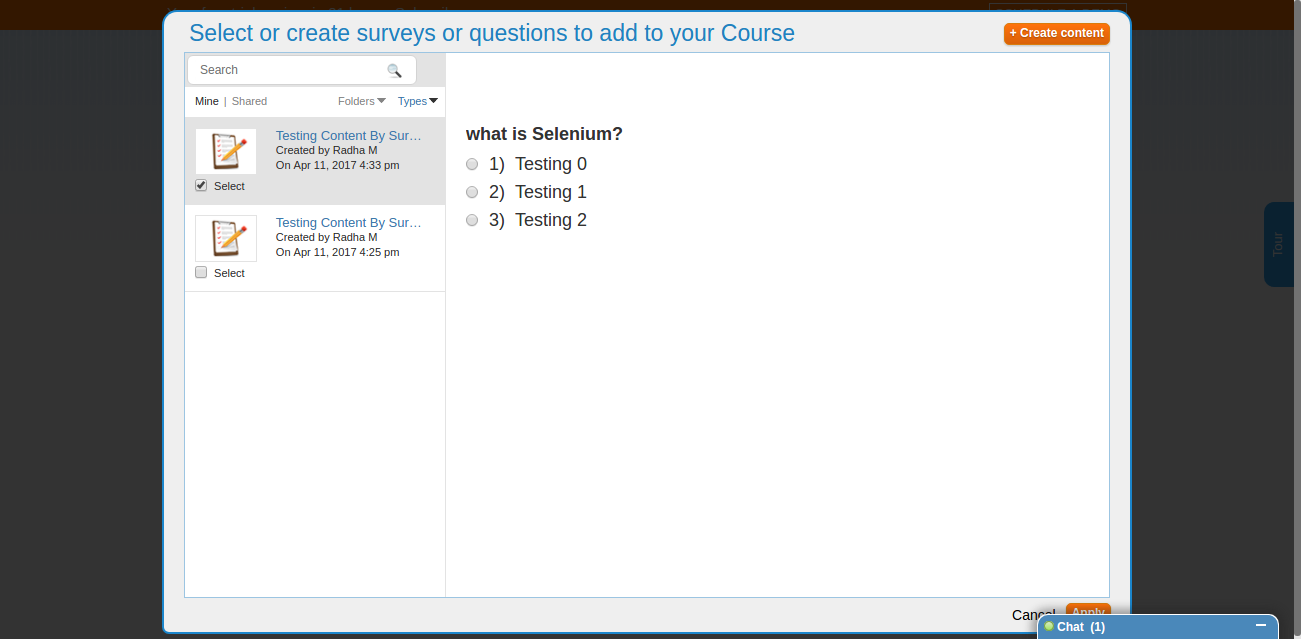 Select or create surveys or questions to add to your Course
+ Create content
Search
Mine | Shared
Folders
Types
Testing Content By Sur…
Created by Radha M
On Apr 11, 2017 4:33 pm
Select
Testing Content By Sur…
Created by Radha M
On Apr 11, 2017 4:25 pm
Select
what is Selenium?
1) Testing 0
2) Testing 1
3) Testing 2
Tour
Cancel
Apply
Chat (1)